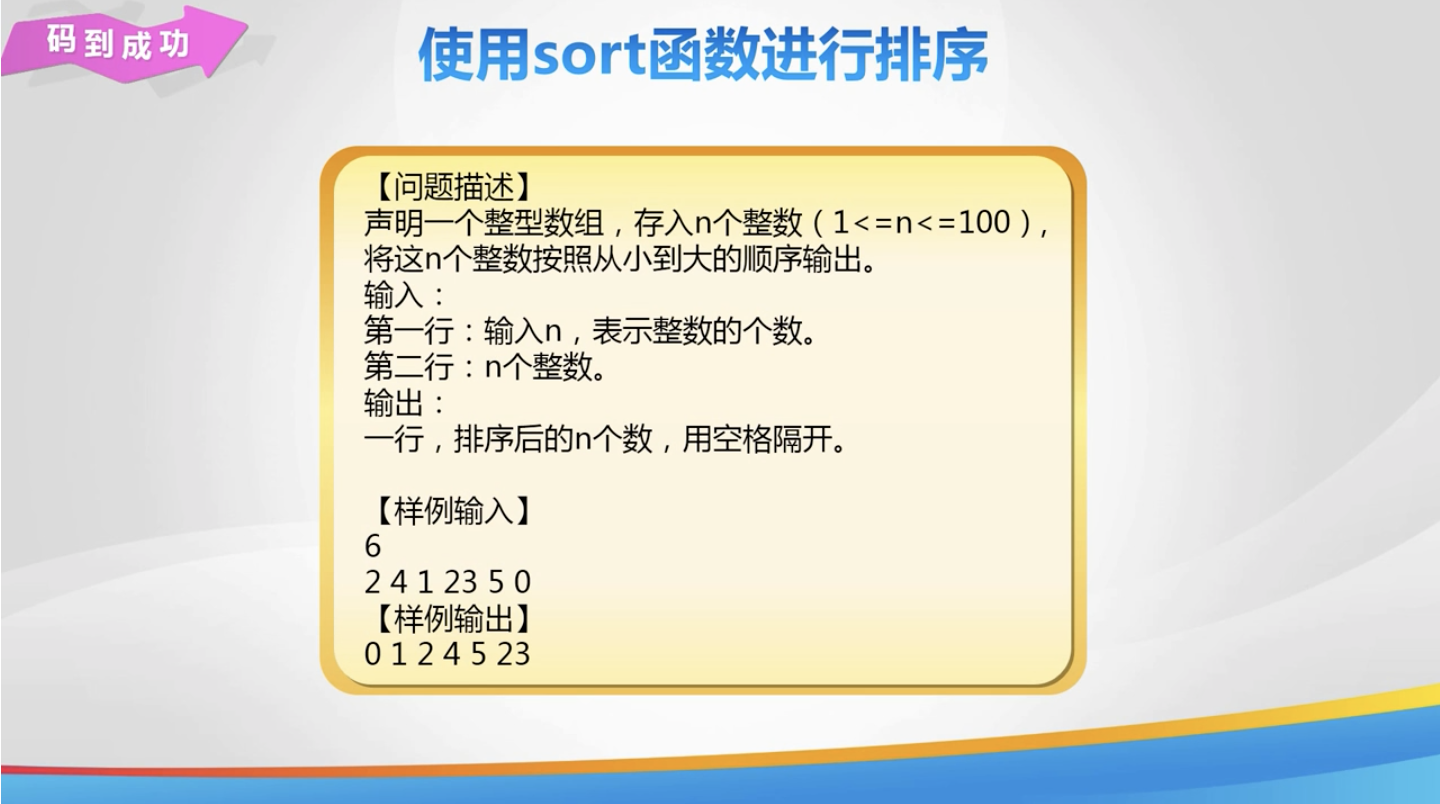 码到成功
使用sort函数进行排序
【问题描述】
声明一个整型数组，存入n个整数（1<=n<=100），
将这n个整数按照从小到大的顺序输出。
输入：
第一行：输入n，表示整数的个数。
第二行：n个整数。
输出：
一行，排序后的n个数，用空格隔开。
【样例输入】
6
2 4 1 23 5 0
【样例输出】
0 1 2 4 5 23